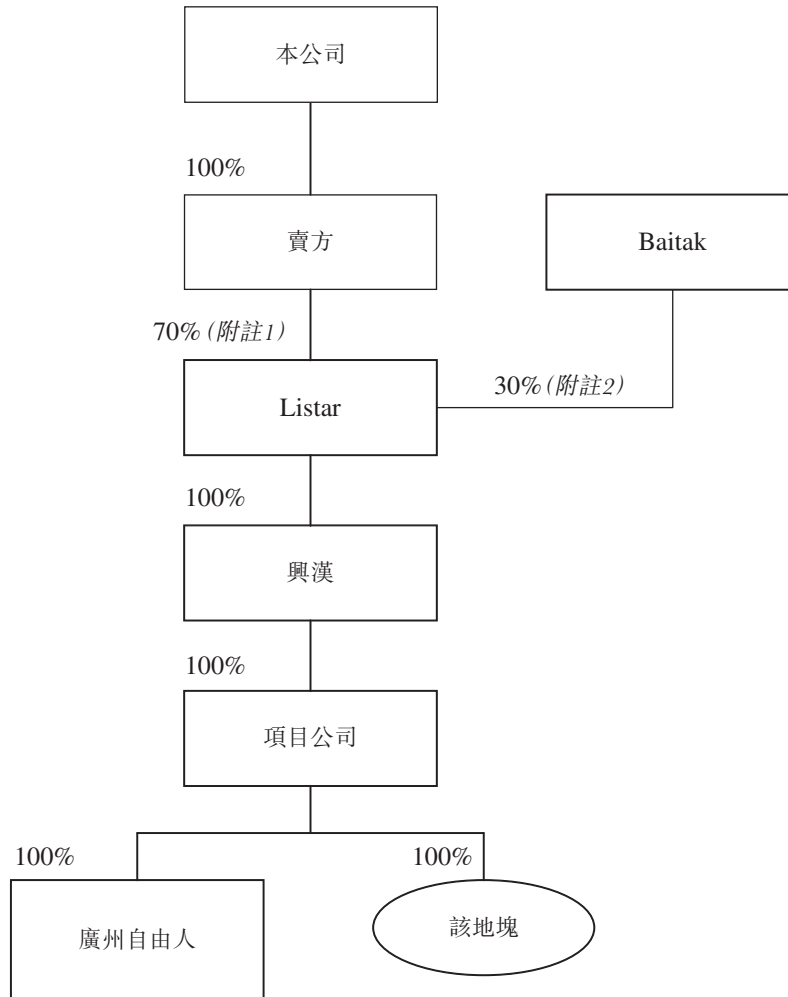 本公司
100%
賣方
Baitak
70% (附註1)
Listar
30% (附註2)
100%
興漢
100%
項目公司
100%
100%
廣州自由人
該地塊